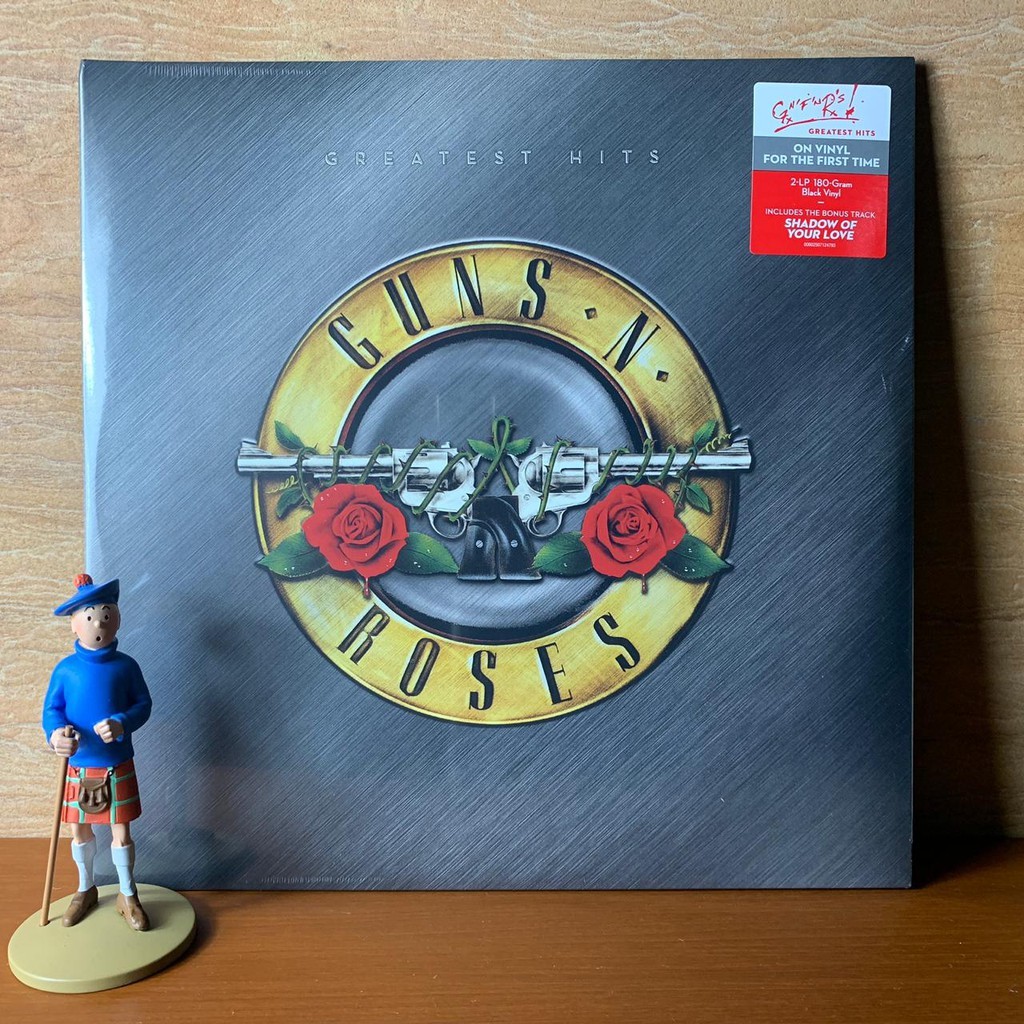 GREATEST HITS
GUNS · N ·
ROSES
GN'F'N'R's!
GREATEST HITS
ON VINYL
FOR THE FIRST TIME
2-LP 180-Gram
Black Vinyl
INCLUDES THE BONUS TRACK
SHADOW OF
YOUR LOVE